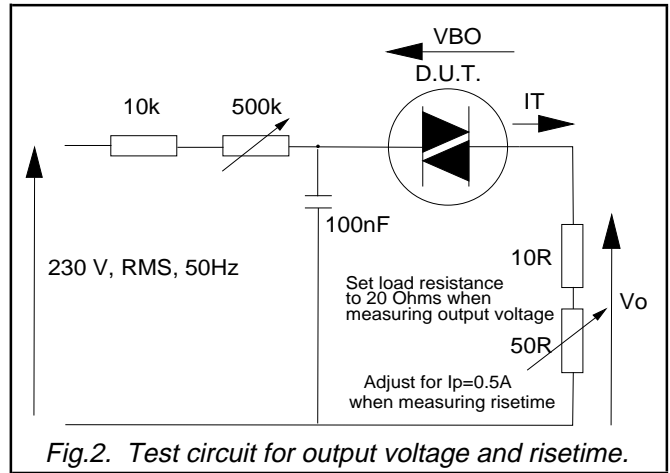 VBO
D.U.T.
IT
10k
500k
100nF
230 V, RMS, 50Hz
10R
Set load resistance
to 20 Ohms when
measuring output voltage
Vo
50R
Adjust for Ip=0.5A
when measuring risetime
Fig.2. Test circuit for output voltage and risetime.